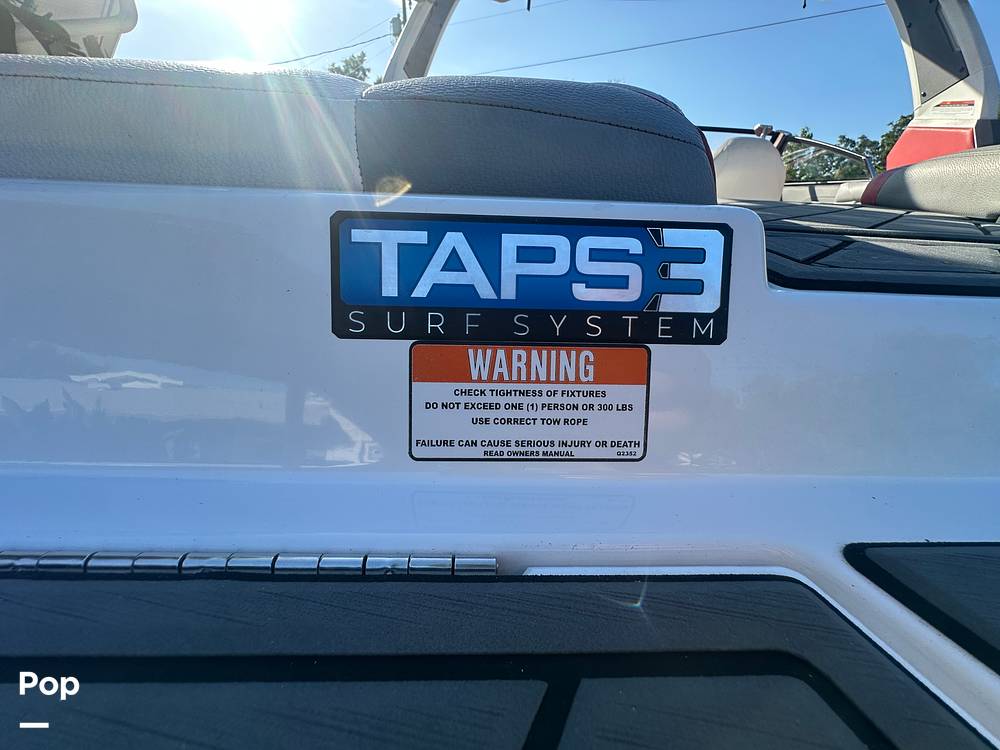 TAPS3
SURF SYSTEM
WARNING
CHECK TIGHTNESS OF FIXTURES
DO NOT EXCEED ONE (1) PERSON OR 300 LBS
USE CORRECT TOW ROPE
FAILURE CAN CAUSE SERIOUS INJURY OR DEATH
READ OWNERS MANUAL G2352
Pop